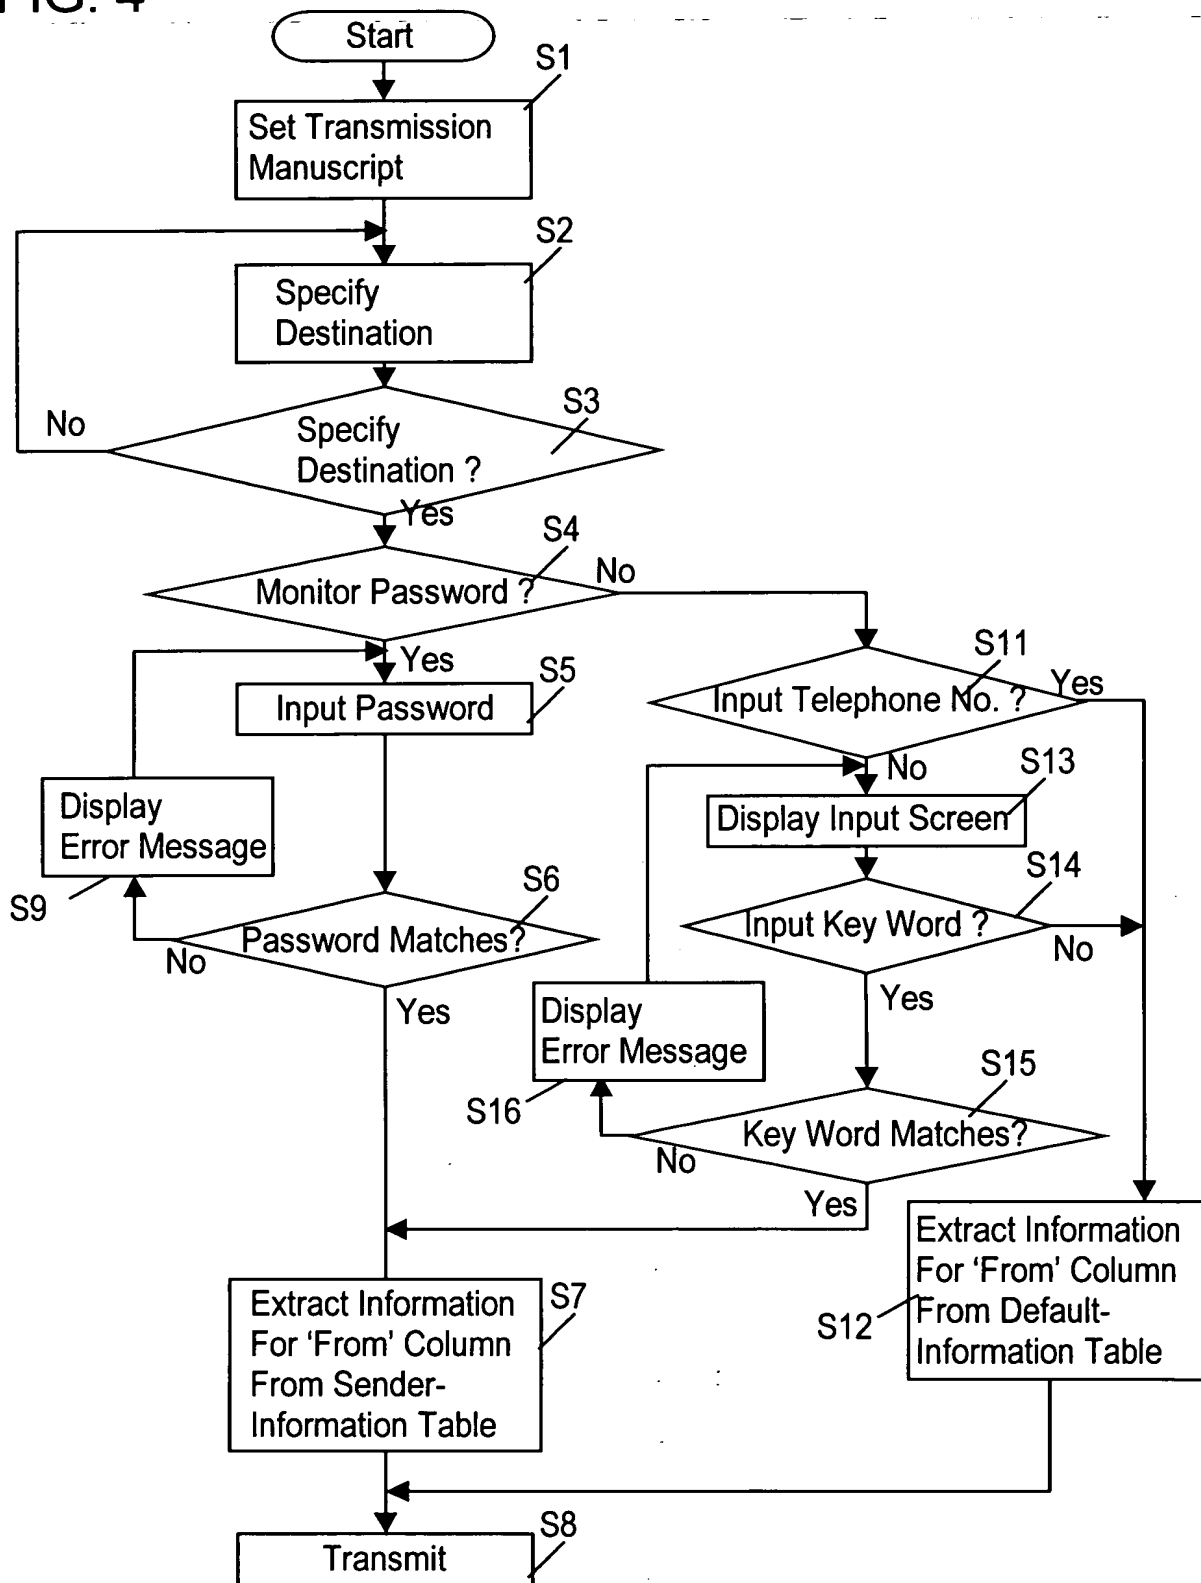 FIG. 4
Start
S1
Set Transmission
Manuscript
S2
Specify
Destination
S3
No
Specify
Destination ?
Yes
S4
Monitor Password ?
No
S11
Yes
S5
Input Telephone No. ?
Yes
Input Password
No
S13
Display
Error Message
Display Input Screen
S9
S6
S14
Password Matches?
Input Key Word ?
No
No
Yes
Yes
Display
Error Message
S15
S16
Key Word Matches?
No
Yes
Extract Information
For ‘From’ Column
From Default-
Information Table
S12
S7
Extract Information
For ‘From’ Column
From Sender-
Information Table
S8
Transmit